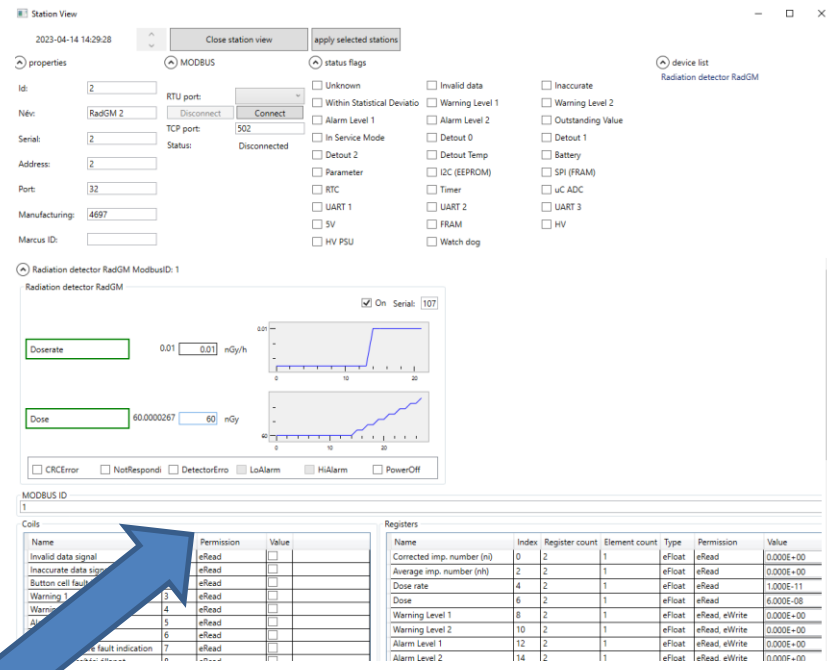 Station View
2023-04-14 14:29:28 Close station view apply selected stations
properties MODBUS status flags device list
Radiation detector RadGM
Id: 2 RTU port: Unknown Invalid data Inaccurate
Név: RadGM 2 Disconnect Connect Within Statistical Deviatio Warning Level 1 Warning Level 2
TCP port: 502 Alarm Level 1 Alarm Level 2 Outstanding Value
Serial: 2 Status: Disconnected In Service Mode Detout 0 Detout 1
Address: 2 Detout 2 Detout Temp Battery
Parameter I2C (EEPROM) SPI (FRAM)
Port: 32 RTC Timer uC ADC
Manufacturing: 4697 UART 1 UART 2 UART 3
5V FRAM HV
Marcus ID: HV PSU Watch dog
Radiation detector RadGM ModbusID: 1
Radiation detector RadGM
On Serial: 107
0.01
Doserate 0.01 0.01 nGy/h
0 10 20
Dose 60.0000267 60 nGy
60
0 10 20
CRCError NotRespondi DetectorErro LoAlarm HiAlarm PowerOff
MODBUS ID
1
Coils Registers
Name Permission Value Name Index Register count Element count Type Permission Value
Invalid data signal eRead Corrected imp. number (ni) 0 2 1 eFloat eRead 0.000E+00
Inaccurate data eRead Average imp. number (nh) 2 2 1 eFloat eRead 0.000E+00
Button cell eRead Dose rate 4 2 1 eFloat eRead 1.000E-11
Warning 1 3 eRead Dose 6 2 1 eFloat eRead 6.000E-08
4 eRead Warning Level 1 8 2 1 eFloat eRead, eWrite 0.000E+00
5 eRead Warning Level 2 10 2 1 eFloat eRead, eWrite 0.000E+00
6 eRead Alarm Level 1 12 2 1 eFloat eRead, eWrite 0.000E+00
fault indication 7 eRead Alarm Level 2 14 2 1 eFloat eRead, eWrite 0.000E+00